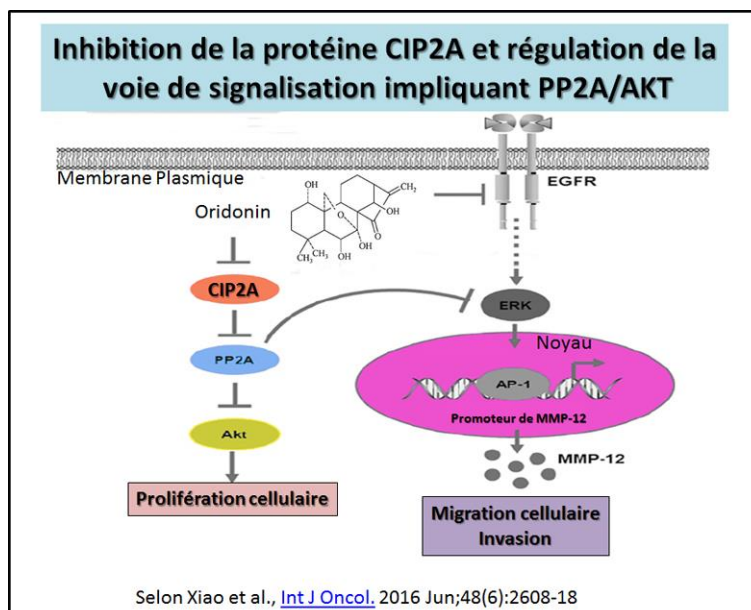 Inhibition de la protéine CIP2A et régulation de la
voie de signalisation impliquant PP2A/AKT
Membrane Plasmique
EGFR
Oridonin
OH
CH₂
OH
O
O
OH
OH
CH₃
CH₃
CIP2A
ERK
PP2A
Noyau
AP-1
Promoteur de MMP-12
Akt
MMP-12
Prolifération cellulaire
Migration cellulaire
Invasion
Selon Xiao et al., Int J Oncol. 2016 Jun;48(6):2608-18